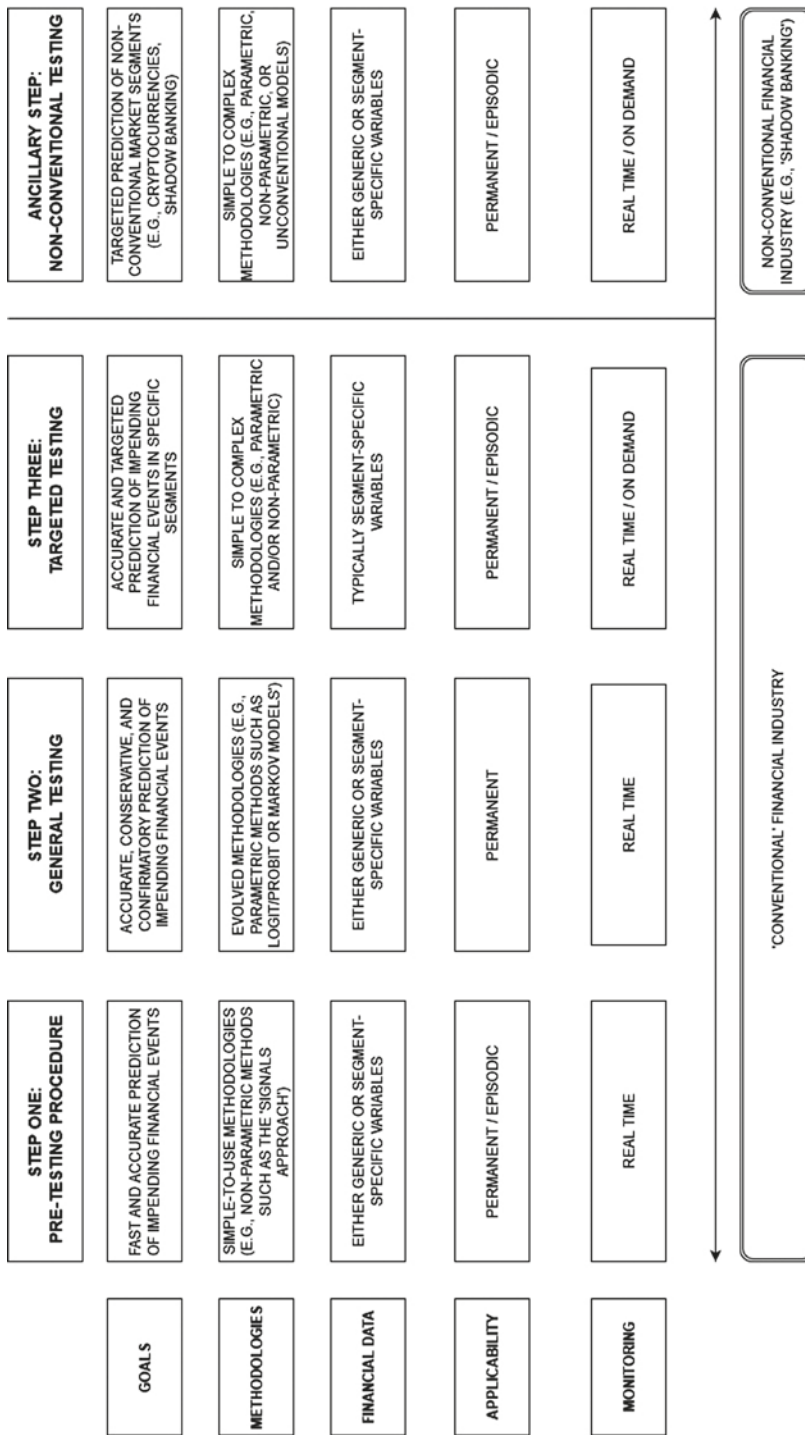 STEP ONE:
PRE-TESTING PROCEDURE
STEP TWO:
GENERAL TESTING
STEP THREE:
TARGETED TESTING
ANCILLARY STEP:
NON-CONVENTIONAL TESTING
GOALS
FAST AND ACCURATE PREDICTION
OF IMPENDING FINANCIAL EVENTS
ACCURATE, CONSERVATIVE, AND
CONFIRMATORY PREDICTION OF
IMPENDING FINANCIAL EVENTS
ACCURATE AND TARGETED
PREDICTION OF IMPENDING
FINANCIAL EVENTS IN SPECIFIC
SEGMENTS
TARGETED PREDICTION OF NON-
CONVENTIONAL MARKET SEGMENTS
(E.G., CRYPTOCURRENCIES,
SHADOW BANKING)
METHODOLOGIES
SIMPLE-TO-USE METHODOLOGIES
(E.G., NON-PARAMETRIC METHODS
SUCH AS THE 'SIGNALS
APPROACH')
EVOLVED METHODOLOGIES (E.G.,
PARAMETRIC METHODS SUCH AS
LOGIT/PROBIT OR MARKOV MODELS')
SIMPLE TO COMPLEX
METHODOLOGIES (E.G., PARAMETRIC
AND/OR NON-PARAMETRIC)
SIMPLE TO COMPLEX
METHODOLOGIES (E.G., PARAMETRIC,
NON-PARAMETRIC, OR
UNCONVENTIONAL MODELS)
FINANCIAL DATA
EITHER GENERIC OR SEGMENT-
SPECIFIC VARIABLES
EITHER GENERIC OR SEGMENT-
SPECIFIC VARIABLES
TYPICALLY SEGMENT-SPECIFIC
VARIABLES
EITHER GENERIC OR SEGMENT-
SPECIFIC VARIABLES
APPLICABILITY
PERMANENT / EPISODIC
PERMANENT
PERMANENT / EPISODIC
PERMANENT / EPISODIC
MONITORING
REAL TIME
REAL TIME
REAL TIME / ON DEMAND
REAL TIME / ON DEMAND
'CONVENTIONAL' FINANCIAL INDUSTRY
NON-CONVENTIONAL FINANCIAL
INDUSTRY (E.G., 'SHADOW BANKING')